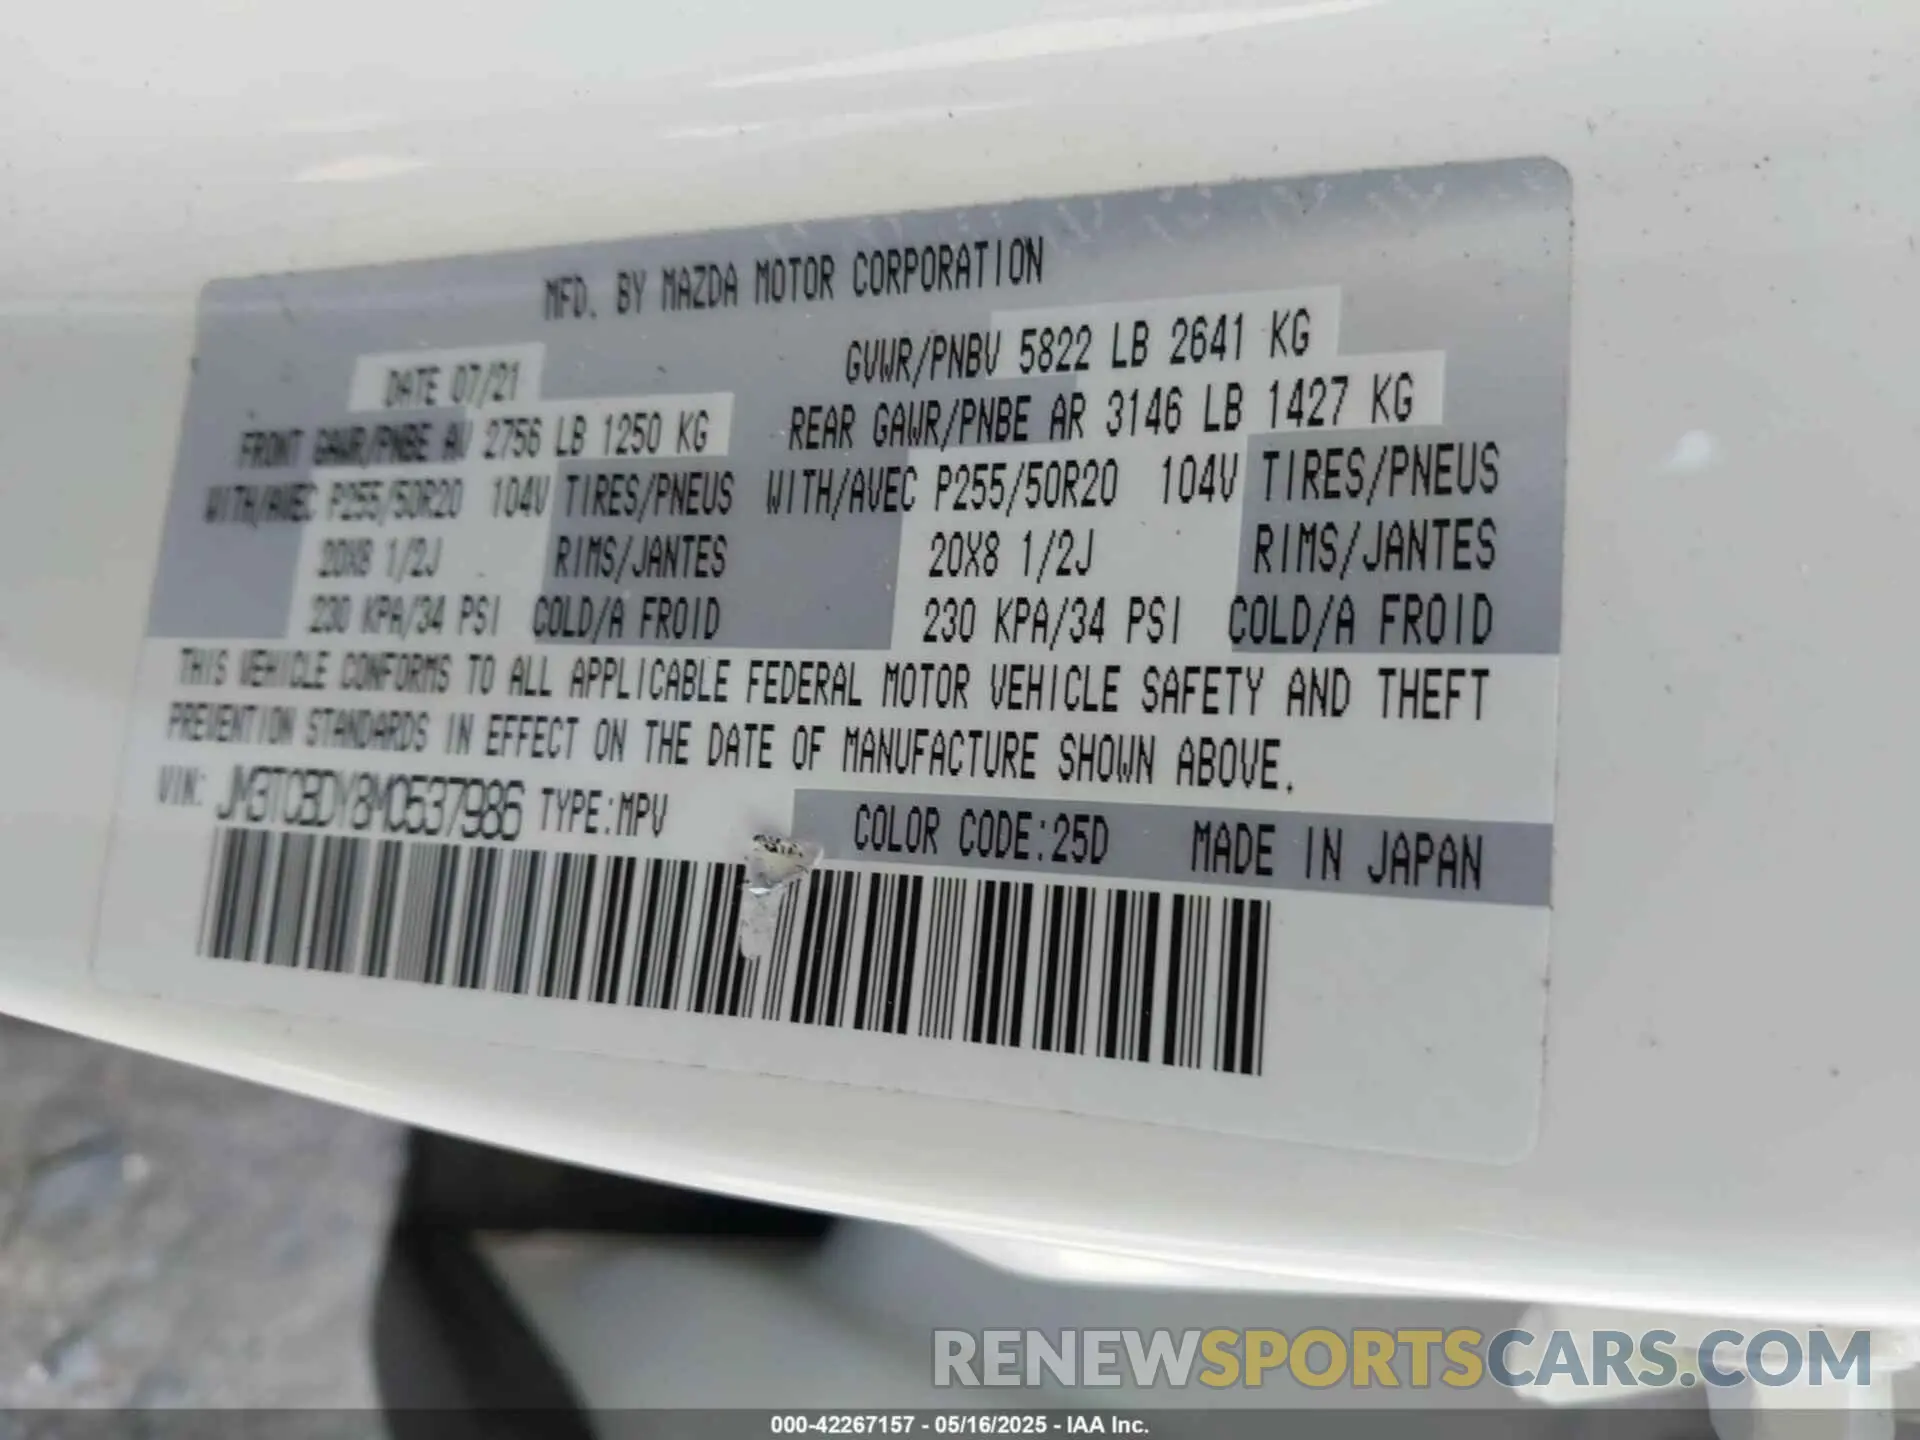 MFD. BY MAZDA MOTOR CORPORATION
DATE 07/21 GVWR/PNBV 5822 LB 2641 KG
FRONT GAWR/PNBE AV 2756 LB 1250 KG REAR GAWR/PNBE AR 3146 LB 1427 KG
WITH/AVEC P255/50R20 104V TIRES/PNEUS WITH/AVEC P255/50R20 104V TIRES/PNEUS
20X8 1/2J RIMS/JANTES 20X8 1/2J RIMS/JANTES
230 KPA/34 PSI COLD/A FROID 230 KPA/34 PSI COLD/A FROID
THIS VEHICLE CONFORMS TO ALL APPLICABLE FEDERAL MOTOR VEHICLE SAFETY AND THEFT
PREVENTION STANDARDS IN EFFECT ON THE DATE OF MANUFACTURE SHOWN ABOVE.
VIN: JM3TCBDY8M0537986 TYPE:MPV COLOR CODE:25D MADE IN JAPAN
RENEWSPORTSCARS.COM
000-42267157 - 05/16/2025 - IAA Inc.